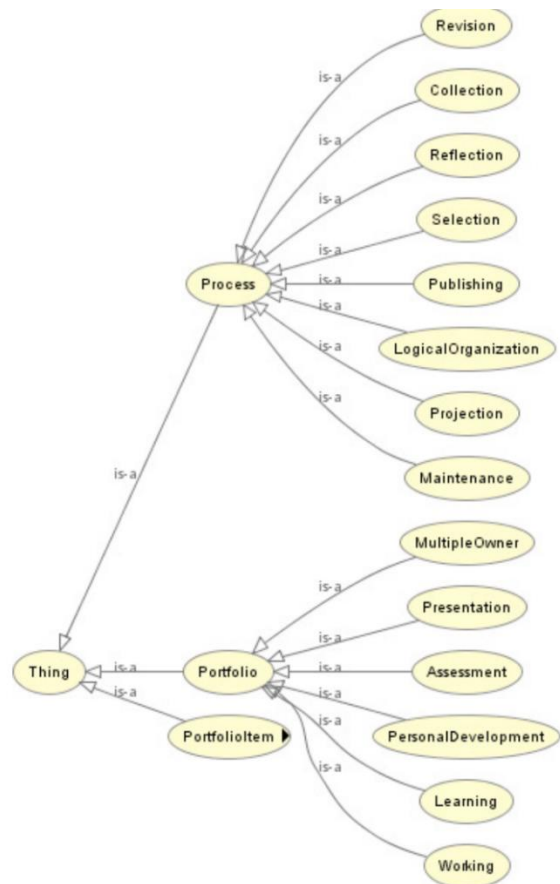 Revision
is-a
Collection
is-a
Reflection
is-a
Selection
is-a
Process
is-a
Publishing
is-a
LogicalOrganization
is-a
Projection
is-a
Maintenance
is-a
MultipleOwner
is-a
Presentation
is-a
Thing
is-a
Portfolio
is-a
Assessment
is-a
is-a
PortfolioItem
PersonalDevelopment
is-a
is-a
Learning
Working